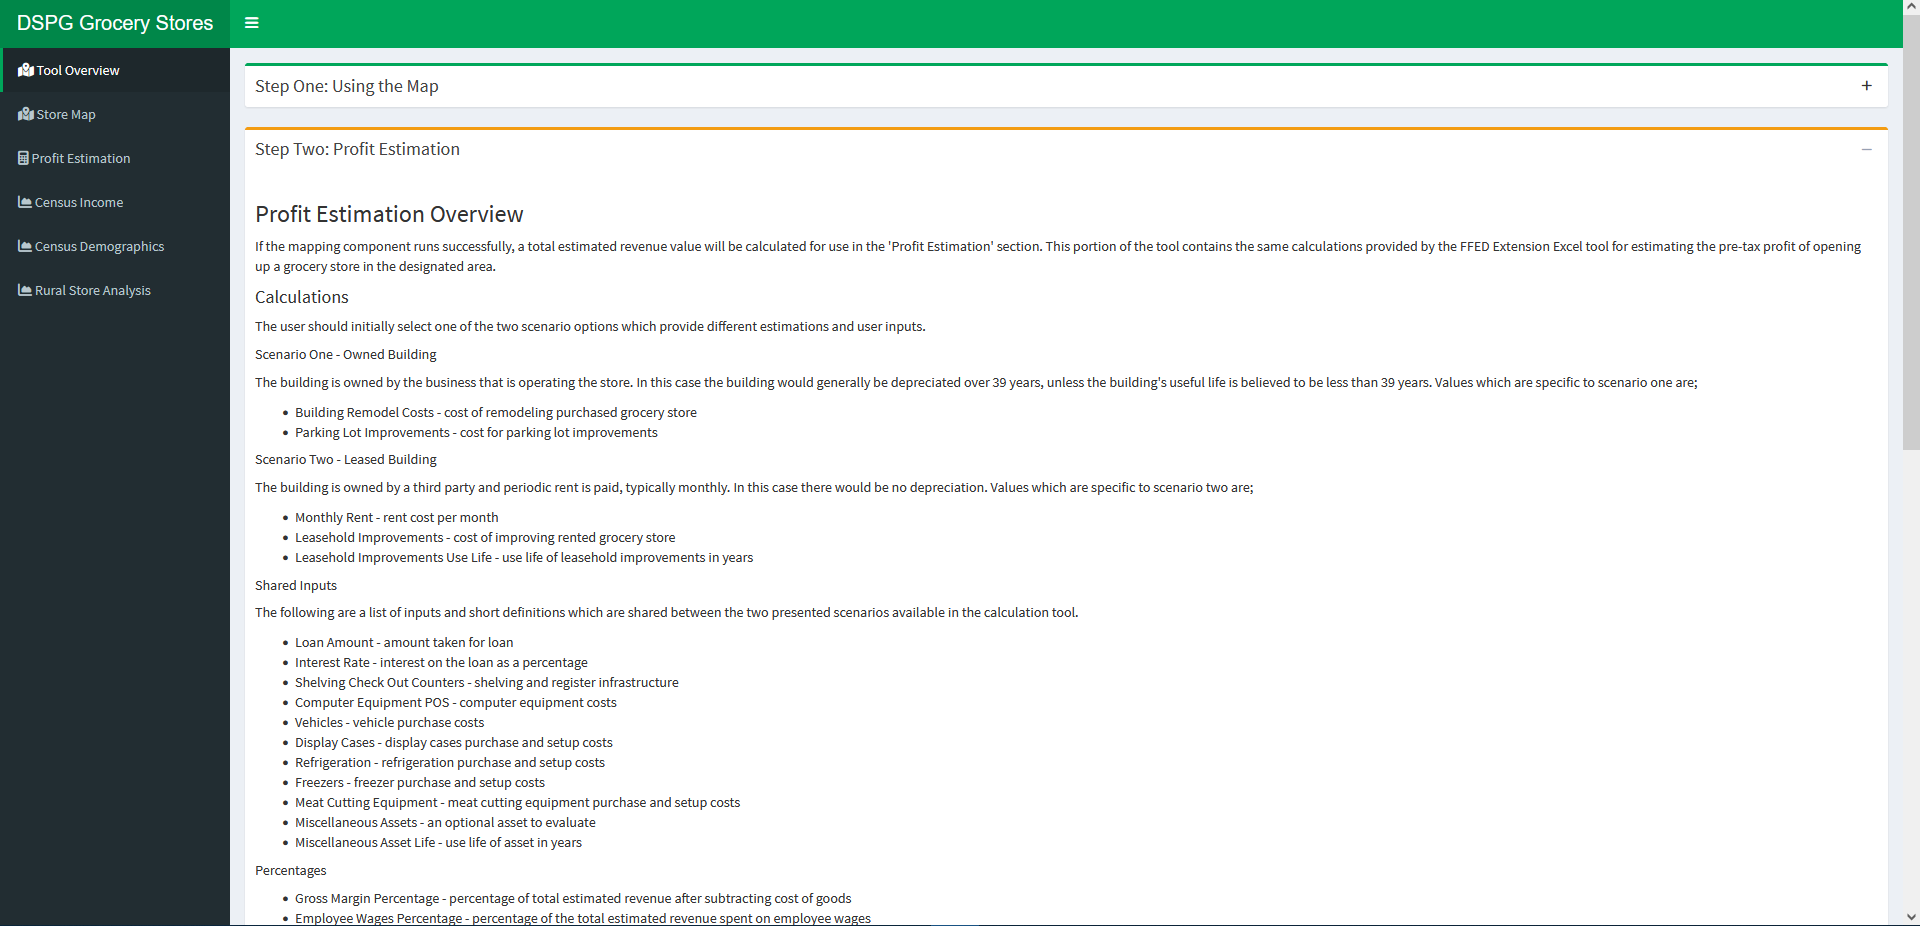 DSPG Grocery Stores
Tool Overview
Store Map
Profit Estimation
Census Income
Census Demographics
Rural Store Analysis
Step One: Using the Map
Step Two: Profit Estimation
Profit Estimation Overview
If the mapping component runs successfully, a total estimated revenue value will be calculated for use in the 'Profit Estimation' section. This portion of the tool contains the same calculations provided by the FFED Extension Excel tool for estimating the pre-tax profit of opening
up a grocery store in the designated area.
Calculations
The user should initially select one of the two scenario options which provide different estimations and user inputs.
Scenario One - Owned Building
The building is owned by the business that is operating the store. In this case the building would generally be depreciated over 39 years, unless the building's useful life is believed to be less than 39 years. Values which are specific to scenario one are;
• Building Remodel Costs - cost of remodeling purchased grocery store
• Parking Lot Improvements - cost for parking lot improvements
Scenario Two - Leased Building
The building is owned by a third party and periodic rent is paid, typically monthly. In this case there would be no depreciation. Values which are specific to scenario two are;
• Monthly Rent - rent cost per month
• Leasehold Improvements - cost of improving rented grocery store
• Leasehold Improvements Use Life - use life of leasehold improvements in years
Shared Inputs
The following are a list of inputs and short definitions which are shared between the two presented scenarios available in the calculation tool.
• Loan Amount - amount taken for loan
• Interest Rate - interest on the loan as a percentage
• Shelving Check Out Counters - shelving and register infrastructure
• Computer Equipment POS - computer equipment costs
• Vehicles - vehicle purchase costs
• Display Cases - display cases purchase and setup costs
• Refrigeration - refrigeration purchase and setup costs
• Freezers - freezer purchase and setup costs
• Meat Cutting Equipment - meat cutting equipment purchase and setup costs
• Miscellaneous Assets - an optional asset to evaluate
• Miscellaneous Asset Life - use life of asset in years
Percentages
• Gross Margin Percentage - percentage of total estimated revenue after subtracting cost of goods
• Employee Wages Percentage - percentage of the total estimated revenue spent on employee wages